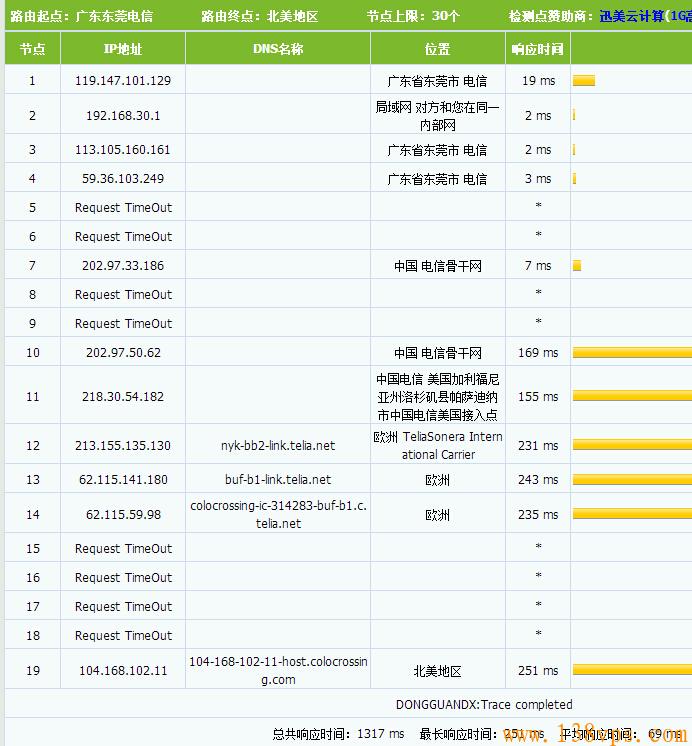 路由起点：广东东莞电信 路由终点：北美地区 节点上限：30个 检测点赞助商：迅美云计算(1G高
节点 IP地址 DNS名称 位置 响应时间
1 119.147.101.129 广东省东莞市 电信 19 ms
2 192.168.30.1 局域网 对方和您在同一内部网 2 ms
3 113.105.160.161 广东省东莞市 电信 2 ms
4 59.36.103.249 广东省东莞市 电信 3 ms
5 Request TimeOut *
6 Request TimeOut *
7 202.97.33.186 中国 电信骨干网 7 ms
8 Request TimeOut *
9 Request TimeOut *
10 202.97.50.62 中国 电信骨干网 169 ms
11 218.30.54.182 中国电信 美国加利福尼亚州洛杉矶县帕萨迪纳市中国电信美国接入点 155 ms
12 213.155.135.130 nyk-bb2-link.telia.net 欧洲 TeliaSonera International Carrier 231 ms
13 62.115.141.180 buf-b1-link.telia.net 欧洲 243 ms
14 62.115.59.98 colocrossing-ic-314283-buf-b1.c.telia.net 欧洲 235 ms
15 Request TimeOut *
16 Request TimeOut *
17 Request TimeOut *
18 Request TimeOut *
19 104.168.102.11 104-168-102-11-host.colocrossing.com 北美地区 251 ms
DONGGUANDX:Trace completed
总共响应时间：1317 ms 最长响应时间：251 ms 平均响应时间： 69 ms
www.138vps.com